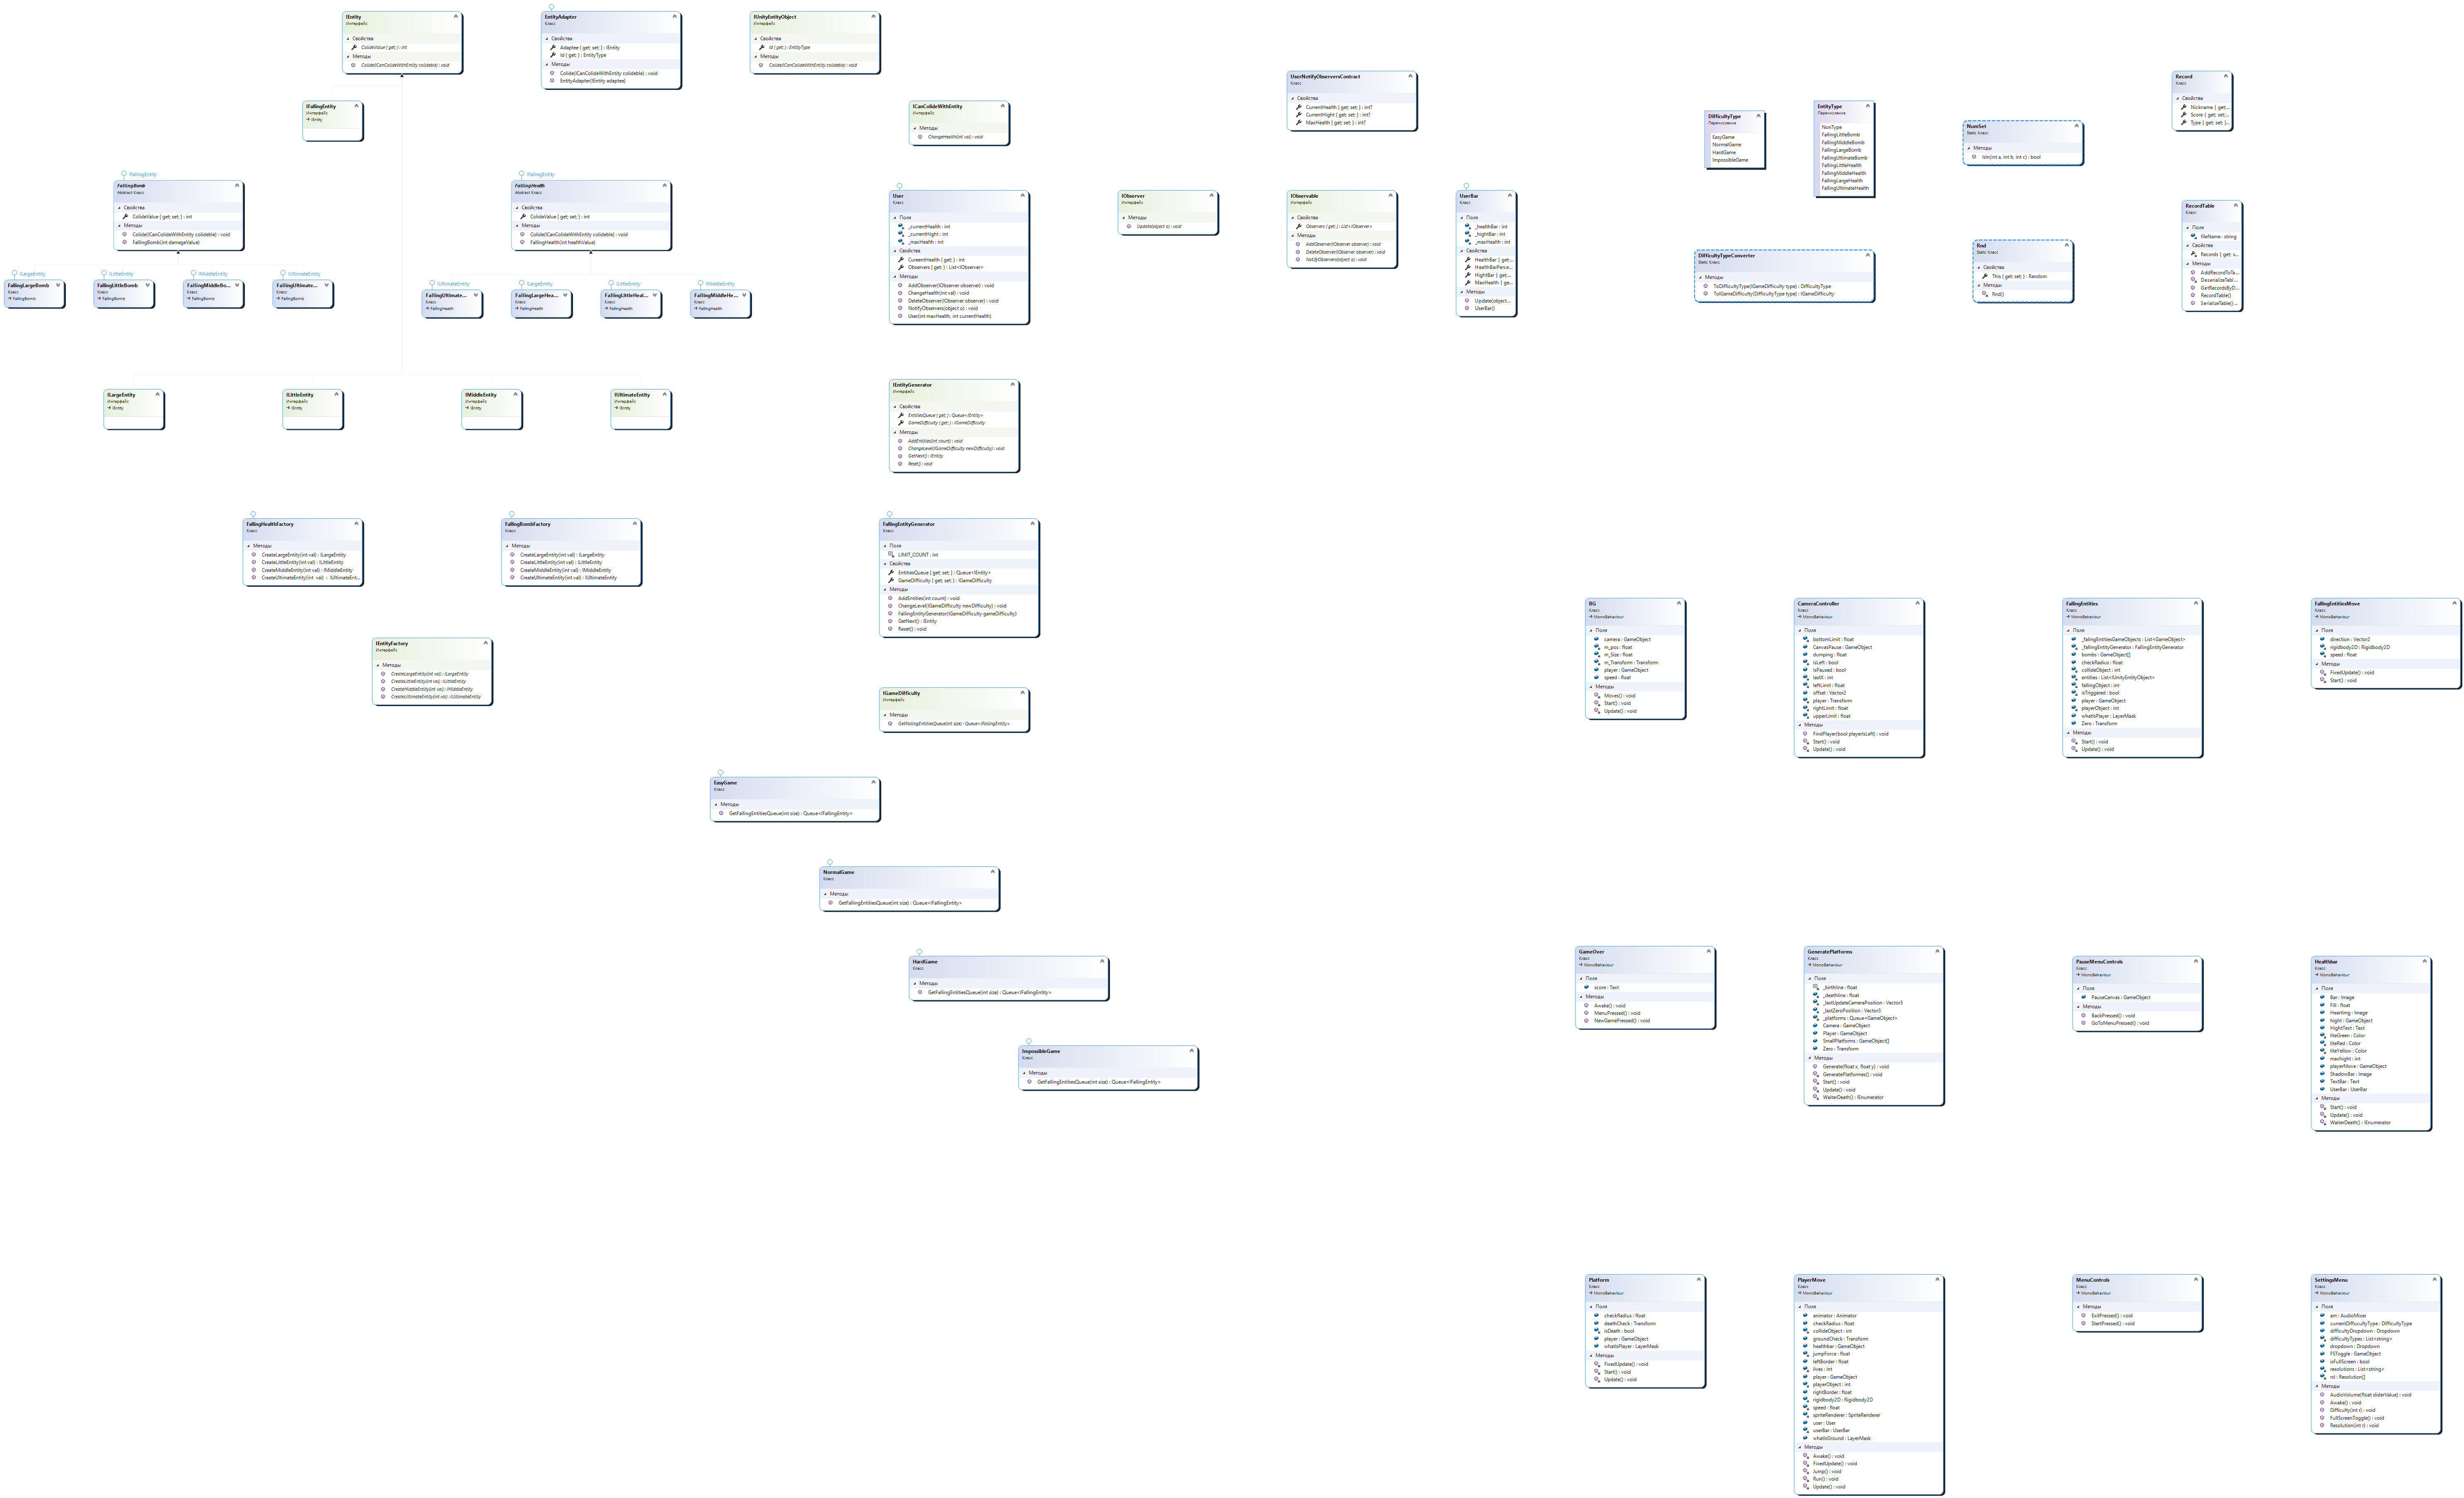 IEntity
Интерфейс
Свойства
ColideValue { get; } : int
Методы
Colide(ICanColideWithEntity colidable) : void
EntityAdapter
Класс
Свойства
Adaptee { get; set; } : IEntity
Id { get; } : EntityType
Методы
Colide(ICanColideWithEntity colidable) : void
EntityAdapter(IEntity adaptee)
IUnityEntityObject
Интерфейс
Свойства
Id { get; } : EntityType
Методы
Colide(ICanColideWithEntity colidable) : void
IFallingEntity
Интерфейс
IEntity
ICanColideWithEntity
Интерфейс
Методы
ChangeHealth(int val) : void
UserNotifyObserversContract
Класс
Свойства
CurrentHealth { get; set; } : int?
CurrentHight { get; set; } : int?
MaxHealth { get; set; } : int?
DifficultyType
Перечисление
EasyGame
NormalGame
HardGame
ImpossibleGame
EntityType
Перечисление
NonType
FallingLittleBomb
FallingMiddleBomb
FallingLargeBomb
FallingUltimateBomb
FallingLittleHealth
FallingMiddleHealth
FallingLargeHealth
FallingUltimateHealth
NumSet
Static Класс
Методы
IsIn(int a, int b, int c) : bool
Record
Класс
Свойства
Nickname { get;...
Score { get; set;...
Type { get; set; }...
IFallingEntity
FallingBomb
Abstract Класс
Свойства
ColideValue { get; set; } : int
Методы
Colide(ICanColideWithEntity colideble) : void
FallingBomb(int damageValue)
IFallingEntity
FallingHealth
Abstract Класс
Свойства
ColideValue { get; set; } : int
Методы
Colide(ICanColideWithEntity colideble) : void
FallingHealth(int healthValue)
User
Класс
Поля
_currentHealth : int
_currentHight : int
_maxHealth : int
Свойства
CureentHealth { get; } : int
Observers { get; } : List<IObserver>
Методы
AddObserver(IObserver observer) : void
ChangeHealth(int val) : void
DeleteObserver(IObserver observer) : void
NotifyObservers(object o) : void
User(int maxHealth, int currentHealth)
IObserver
Интерфейс
Методы
Update(object o) : void
IObservable
Интерфейс
Свойства
Observers { get; } : List<IObserver>
Методы
AddObserver(IObserver observer) : void
DeleteObserver(IObserver observer) : void
NotifyObservers(object o) : void
UserBar
Класс
Поля
_healthBar : int
_hightBar : int
_maxHealth : int
Свойства
HealthBar { get;...
HealthBarPerce...
HightBar { get;...
MaxHealth { ge...
Методы
Update(object...
UserBar()
DifficultyTypeConverter
Static Класс
Методы
ToDifficultyType(IGameDifficulty type) : DifficultyType
ToIGameDifficulty(DifficultyType type) : IGameDifficulty
Rnd
Static Класс
Свойства
This { get; set; } : Random
Методы
Rnd()
RecordTable
Класс
Поля
fileName : string
Свойства
Records { get; s...
Методы
AddRecordToTa...
DeserializeTabl...
GetRecordsByD...
RecordTable()
SerializeTable() ...
ILargeEntity
FallingLargeBomb
Класс
FallingBomb
ILittleEntity
FallingLittleBomb
Класс
FallingBomb
IMiddleEntity
FallingMiddleBo...
Класс
FallingBomb
IUltimateEntity
FallingUltimate...
Класс
FallingBomb
IUltimateEntity
FallingUltimate...
Класс
FallingHealth
ILargeEntity
FallingLargeHea...
Класс
FallingHealth
ILittleEntity
FallingLittleHeal...
Класс
FallingHealth
IMiddleEntity
FallingMiddleHe...
Класс
FallingHealth
ILargeEntity
Интерфейс
IEntity
ILittleEntity
Интерфейс
IEntity
IMiddleEntity
Интерфейс
IEntity
IUltimateEntity
Интерфейс
IEntity
IEntityGenerator
Интерфейс
Свойства
EntitiesQueue { get; } : Queue<IEntity>
GameDifficulty { get; } : IGameDifficulty
Методы
AddEntities(int count) : void
ChangeLevel(IGameDifficulty newDifficulty) : void
GetNext() : IEntity
Reset() : void
FallingHealthFactory
Класс
Методы
CreateLargeEntity(int val) : ILargeEntity
CreateLittleEntity(int val) : ILittleEntity
CreateMiddleEntity(int val) : IMiddleEntity
CreateUltimateEntity(int val) : IUltimateEnt...
FallingBombFactory
Класс
Методы
CreateLargeEntity(int val) : ILargeEntity
CreateLittleEntity(int val) : ILittleEntity
CreateMiddleEntity(int val) : IMiddleEntity
CreateUltimateEntity(int val) : IUltimateEntity
FallingEntityGenerator
Класс
Поля
LIMIT_COUNT : int
Свойства
EntitiesQueue { get; set; } : Queue<IEntity>
GameDifficulty { get; set; } : IGameDifficulty
Методы
AddEntities(int count) : void
ChangeLevel(IGameDifficulty newDifficulty) : void
FallingEntityGenerator(IGameDifficulty gameDifficulty)
GetNext() : IEntity
Reset() : void
IEntityFactory
Интерфейс
Методы
CreateLargeEntity(int val) : ILargeEntity
CreateLittleEntity(int val) : ILittleEntity
CreateMiddleEntity(int val) : IMiddleEntity
CreateUltimateEntity(int val) : IUltimateEntity
IGameDifficulty
Интерфейс
Методы
GetFallingEntitiesQueue(int size) : Queue<IFallingEntity>
EasyGame
Класс
Методы
GetFallingEntitiesQueue(int size) : Queue<IFallingEntity>
NormalGame
Класс
Методы
GetFallingEntitiesQueue(int size) : Queue<IFallingEntity>
HardGame
Класс
Методы
GetFallingEntitiesQueue(int size) : Queue<IFallingEntity>
ImpossibleGame
Класс
Методы
GetFallingEntitiesQueue(int size) : Queue<IFallingEntity>
BG
Класс
MonoBehaviour
Поля
camera : GameObject
m_pos : float
m_Size : float
m_Transform : Transform
player : GameObject
speed : float
Методы
Moves() : void
Start() : void
Update() : void
CameraController
Класс
MonoBehaviour
Поля
bottomLimit : float
CanvasPause : GameObject
dumping : float
isLeft : bool
isPaused : bool
lastX : int
leftLimit : float
offset : Vector2
player : Transform
rightLimit : float
upperLimit : float
Методы
FindPlayer(bool playerIsLeft) : void
Start() : void
Update() : void
FallingEntities
Класс
MonoBehaviour
Поля
_fallingEntitiesGameObjects : List<GameObject>
_fallingEntityGenerator : FallingEntityGenerator
bombs : GameObject[]
checkRadius : float
collideObject : int
entities : List<IUnityEntityObject>
fallingObject : int
isTriggered : bool
player : GameObject
playerObject : int
whatIsPlayer : LayerMask
Zero : Transform
Методы
Start() : void
Update() : void
FallingEntitiesMove
Класс
MonoBehaviour
Поля
direction : Vector2
rigidbody2D : Rigidbody2D
speed : float
Методы
FixedUpdate() : void
Start() : void
GameOver
Класс
MonoBehaviour
Поля
score : Text
Методы
Awake() : void
MenuPressed() : void
NewGamePressed() : void
GeneratePlatforms
Класс
MonoBehaviour
Поля
_birthline : float
_deathline : float
_lastUpdateCameraPosition : Vector3
_lastZeroPosition : Vector3
_platforms : Queue<GameObject>
Camera : GameObject
Player : GameObject
SmallPlatforms : GameObject[]
Zero : Transform
Методы
Generate(float x, float y) : void
GeneratePlatformes() : void
Start() : void
Update() : void
WaiterDeath() : IEnumerator
PauseMenuControls
Класс
MonoBehaviour
Поля
PauseCanvas : GameObject
Методы
BackPressed() : void
GoToMenuPressed() : void
Healthbar
Класс
MonoBehaviour
Поля
Bar : Image
Fill : float
HeartImg : Image
hight : GameObject
HightText : Text
liteGreen : Color
liteRed : Color
liteYellow : Color
maxhight : int
playerMove : GameObject
ShadowBar : Image
TextBar : Text
UserBar : UserBar
Методы
Start() : void
Update() : void
WaiterDeath() : IEnumerator
Platform
Класс
MonoBehaviour
Поля
checkRadius : float
deathCheck : Transform
isDeath : bool
player : GameObject
whatIsPlayer : LayerMask
Методы
FixedUpdate() : void
Start() : void
Update() : void
PlayerMove
Класс
MonoBehaviour
Поля
animator : Animator
checkRadius : float
collideObject : int
groundCheck : Transform
healthbar : GameObject
jumpForce : float
leftBorder : float
lives : int
player : GameObject
playerObject : int
rightBorder : float
rigidbody2D : Rigidbody2D
speed : float
spriteRenderer : SpriteRenderer
user : User
userBar : UserBar
whatIsGround : LayerMask
Методы
Awake() : void
FixedUpdate() : void
Jump() : void
Run() : void
Update() : void
MenuControls
Класс
MonoBehaviour
Методы
ExitPressed() : void
StartPressed() : void
SettingsMenu
Класс
MonoBehaviour
Поля
am : AudioMixer
currentDiffucultyType : DifficultyType
difficultyDropdown : Dropdown
difficultyTypes : List<string>
dropdown : Dropdown
FSToggle : GameObject
isFullScreen : bool
resolutions : List<string>
rsl : Resolution[]
Методы
AudioVolume(float sliderValue) : void
Awake() : void
Difficulty(int r) : void
FullScreenToggle() : void
Resolution(int r) : void